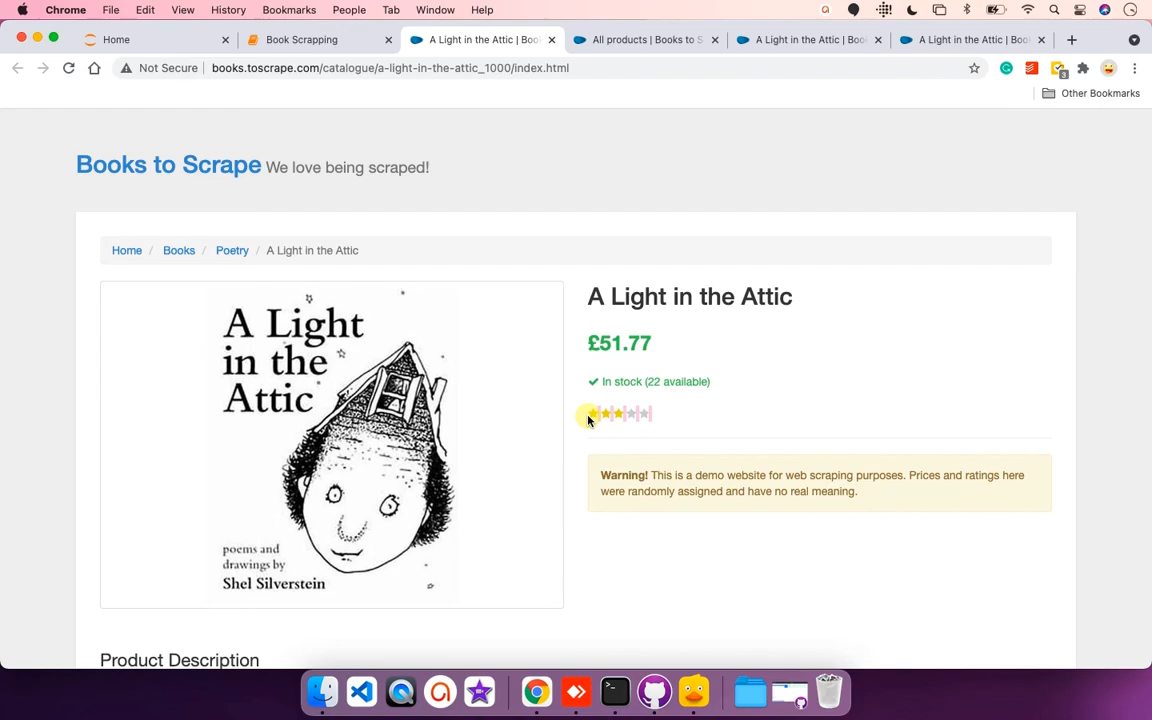 Chrome File Edit View History Bookmarks People Tab Window Help
Home
Book Scrapping
A Light in the Attic | Boo
All products | Books to S
A Light in the Attic | Boo
A Light in the Attic | Boo
Not Secure books.toscrape.com/catalogue/a-light-in-the-attic_1000/index.html
3
Other Bookmarks
Books to Scrape We love being scraped!
Home / Books / Poetry / A Light in the Attic
A Light
in the
Attic
poems and
drawings by
Shel Silverstein
A Light in the Attic
£51.77
In stock (22 available)
Warning! This is a demo website for web scraping purposes. Prices and ratings here
were randomly assigned and have no real meaning.
Product Description